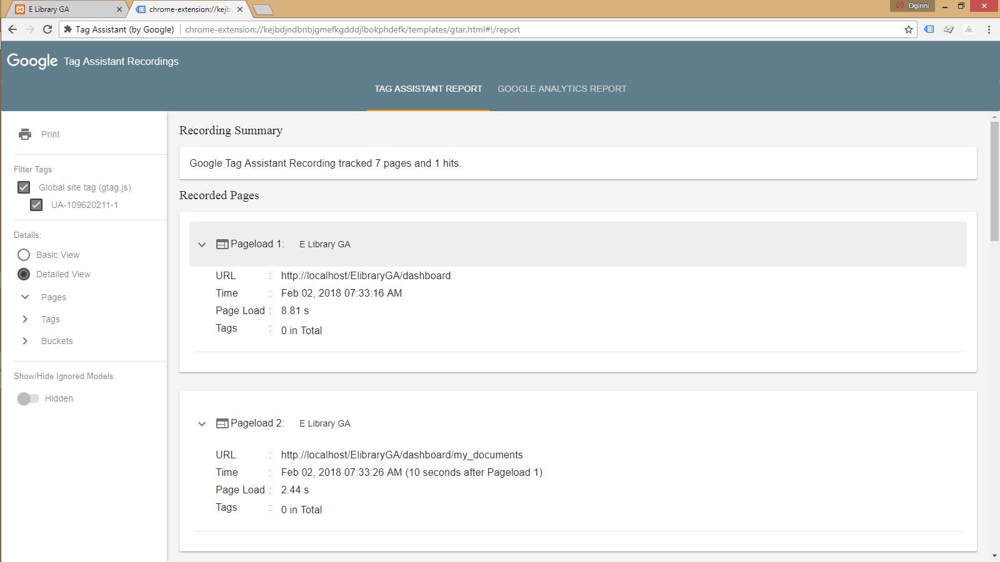 E Library GA
chrome-extension://kejb
Oginni
Tag Assistant (by Google)
chrome-extension://kejbdjndbnbjgmefkgdddjlbokphdefk/templates/gtar.html#!/report
Google Tag Assistant Recordings
TAG ASSISTANT REPORT
GOOGLE ANALYTICS REPORT
Print
Filter Tags:
Global site tag (gtag.js)
UA-109620211-1
Details:
Basic View
Detailed View
Pages
Tags
Buckets
Show/Hide Ignored Models:
Hidden
Recording Summary
Google Tag Assistant Recording tracked 7 pages and 1 hits.
Recorded Pages
Pageload 1: E Library GA
URL : http://localhost/ElibraryGA/dashboard
Time : Feb 02, 2018 07:33:16 AM
Page Load : 8.81 s
Tags : 0 in Total
Pageload 2: E Library GA
URL : http://localhost/ElibraryGA/dashboard/my_documents
Time : Feb 02, 2018 07:33:26 AM (10 seconds after Pageload 1)
Page Load : 2.44 s
Tags : 0 in Total